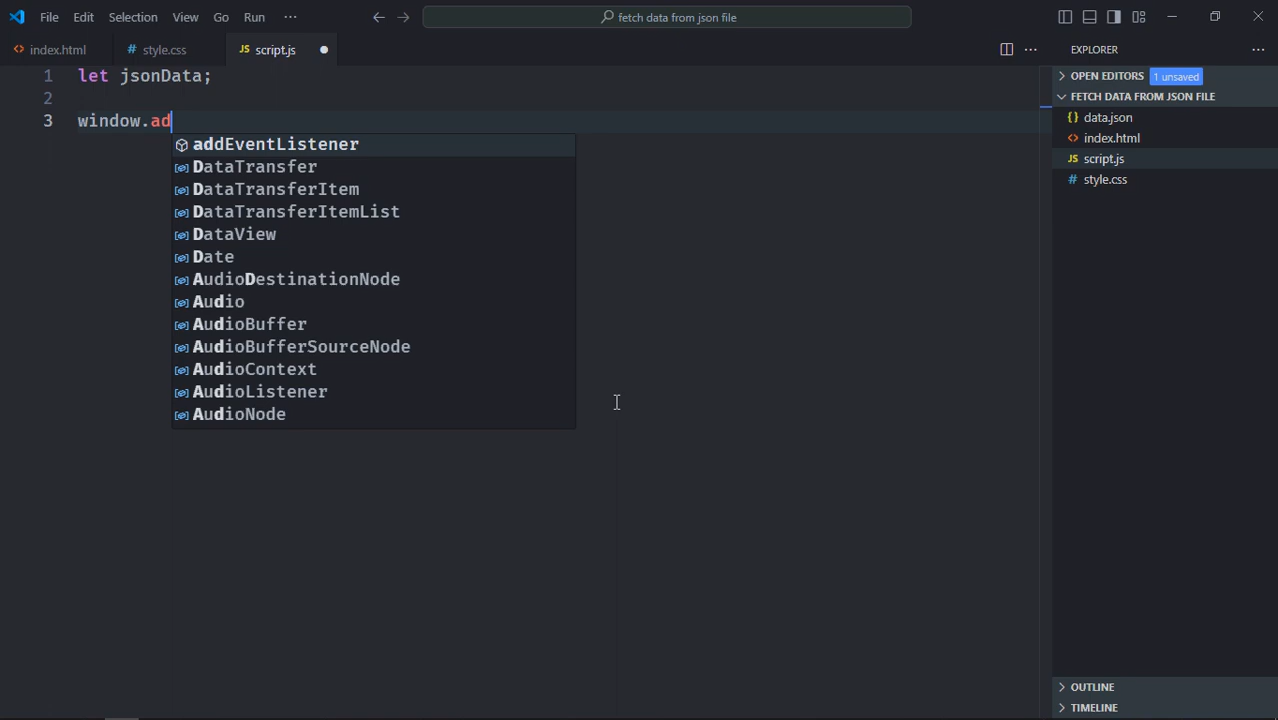 File Edit Selection View Go Run ··· fetch data from json file
index.html # style.css JS script.js EXPLORER ···
1 let jsonData;
2
3 window.ad
addEventListener
DataTransfer
DataTransferItem
DataTransferItemList
DataView
Date
AudioDestinationNode
Audio
AudioBuffer
AudioBufferSourceNode
AudioContext
AudioListener
AudioNode
OPEN EDITORS 1 unsaved
FETCH DATA FROM JSON FILE
{} data.json
<> index.html
JS script.js
# style.css
OUTLINE
TIMELINE